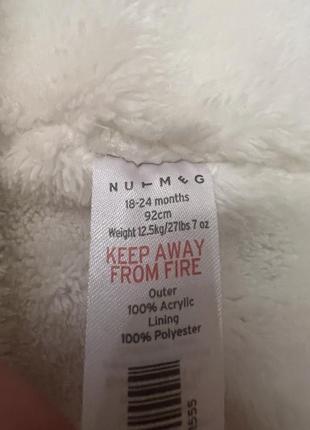 NUTMEG
18-24 months
92cm
Weight 12.5kg/27lbs 7 oz
KEEP AWAY
FROM FIRE
Outer
100% Acrylic
Lining
100% Polyester